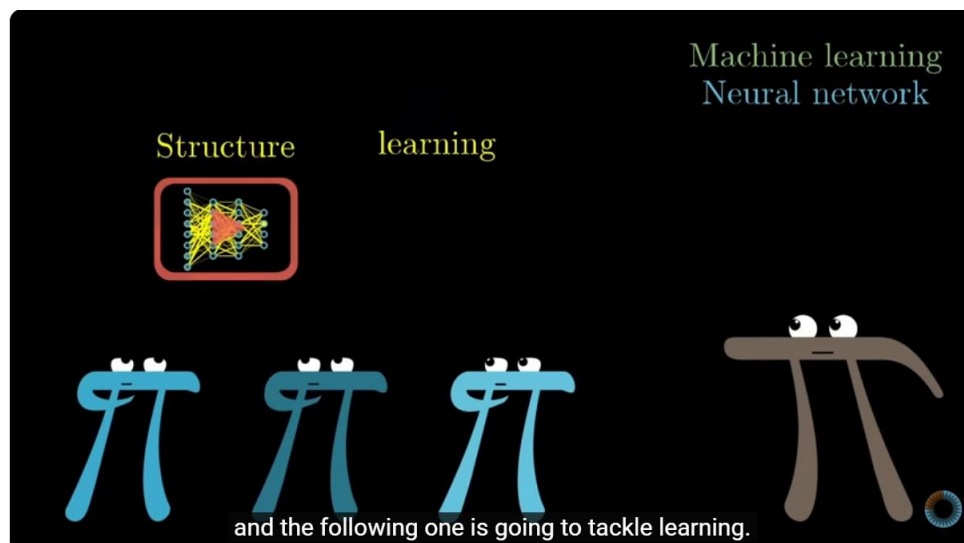 Machine learning
Neural network
Structure
learning
and the following one is going to tackle learning.